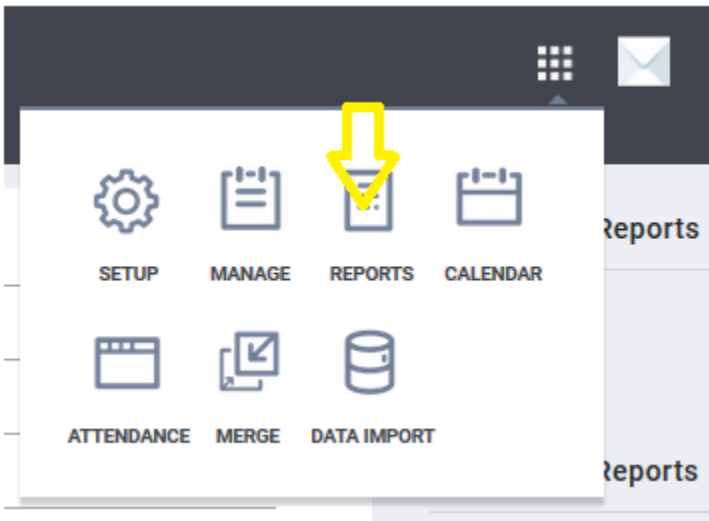 SETUP MANAGE REPORTS CALENDAR
Reports
ATTENDANCE MERGE DATA IMPORT
Reports